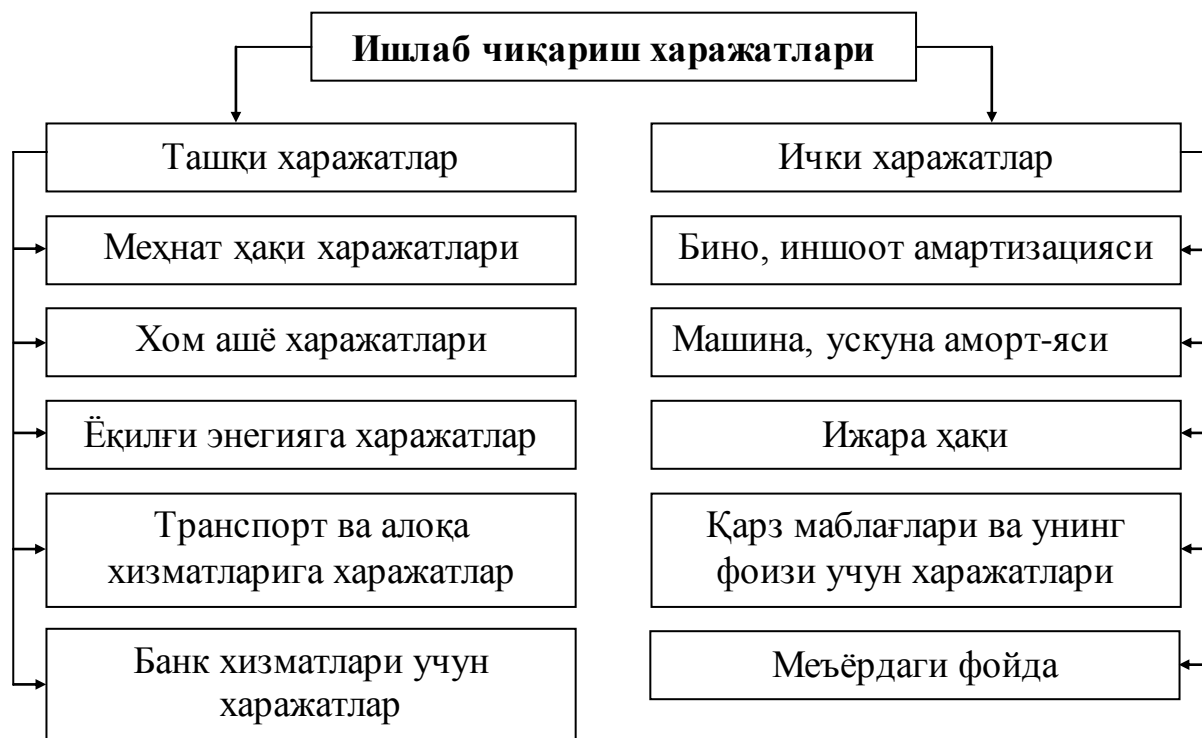 Ишлаб чиқариш харажатлари
Ташқи харажатлар
Меҳнат ҳақи харажатлари
Хом ашё харажатлари
Ёқилғи энегияга харажатлар
Транспорт ва алоқа
хизматларига харажатлар
Банк хизматлари учун
харажатлар
Ички харажатлар
Бино, иншоот амартизацияси
Машина, ускуна аморт-яси
Ижара ҳақи
Қарз маблағлари ва унинг
фоизи учун харажатлари
Меъёрдаги фойда